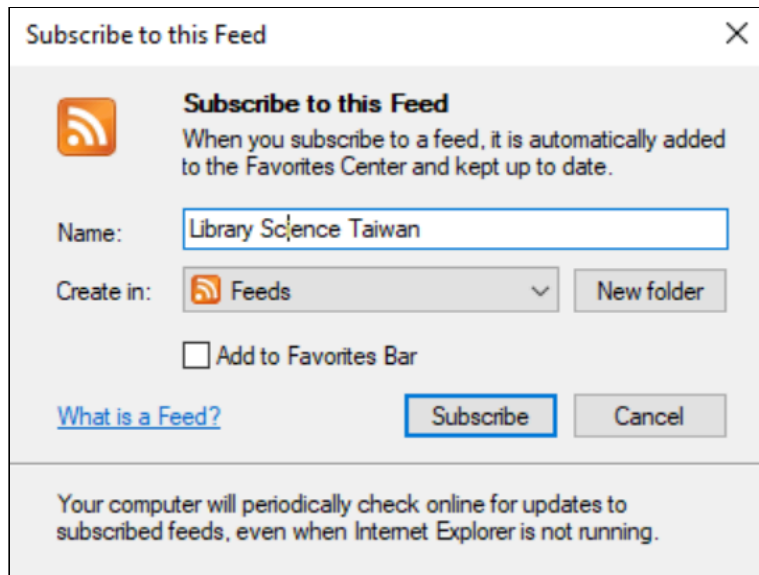 Subscribe to this Feed
Subscribe to this Feed
When you subscribe to a feed, it is automatically added
to the Favorites Center and kept up to date.
Name: Library Science Taiwan
Create in: Feeds New folder
Add to Favorites Bar
What is a Feed? Subscribe Cancel
Your computer will periodically check online for updates to
subscribed feeds, even when Internet Explorer is not running.